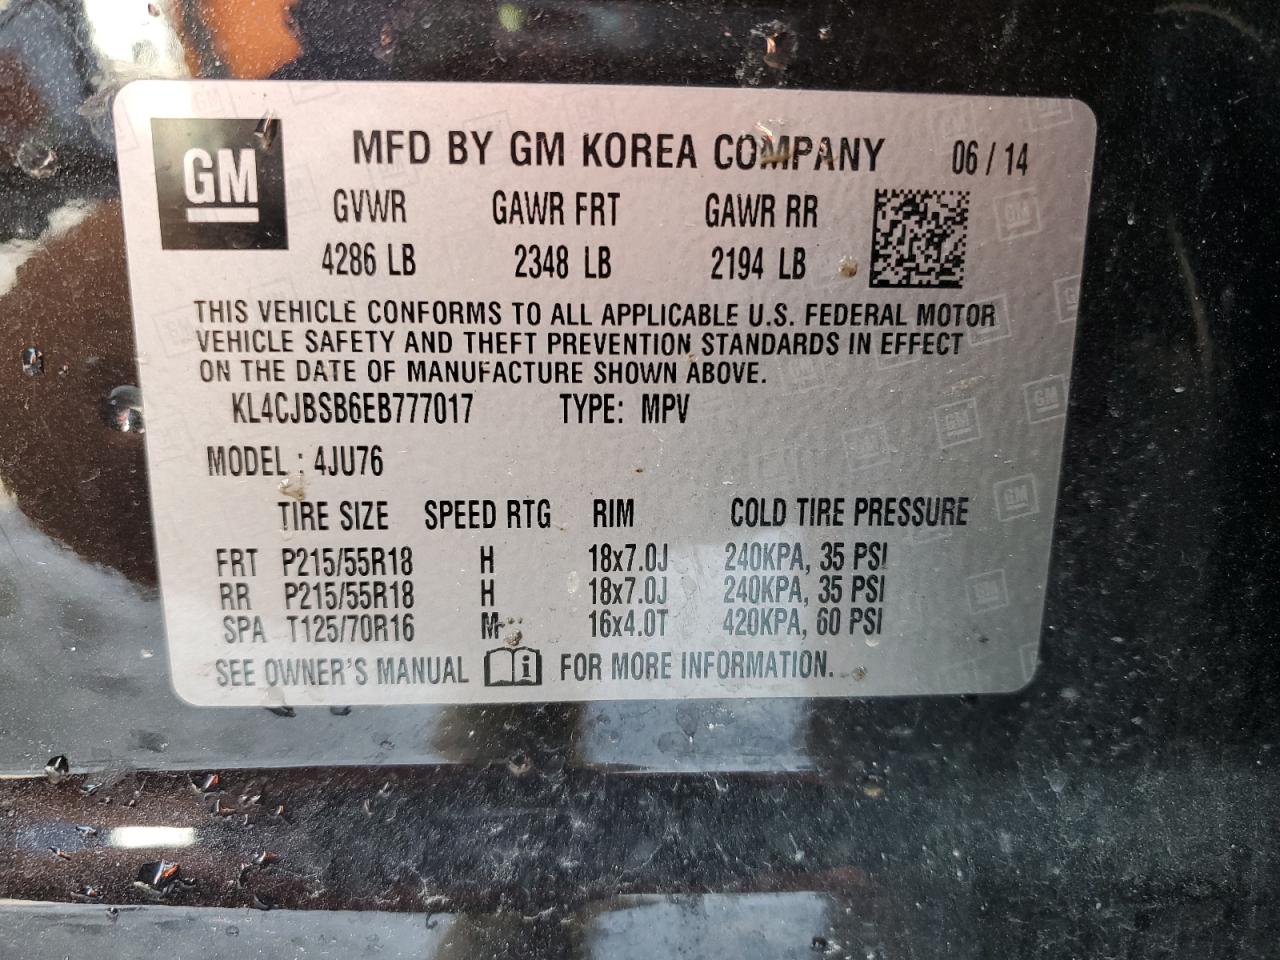 GM MFD BY GM KOREA COMPANY 06 / 14
GVWR GAWR FRT GAWR RR
4286 LB 2348 LB 2194 LB
THIS VEHICLE CONFORMS TO ALL APPLICABLE U.S. FEDERAL MOTOR
VEHICLE SAFETY AND THEFT PREVENTION STANDARDS IN EFFECT
ON THE DATE OF MANUFACTURE SHOWN ABOVE.
KL4CJBSB6EB777017 TYPE: MPV
MODEL : 4JU76
TIRE SIZE SPEED RTG RIM COLD TIRE PRESSURE
FRT P215/55R18 H 18x7.0J 240KPA, 35 PSI
RR P215/55R18 H 18x7.0J 240KPA, 35 PSI
SPA T125/70R16 M 16x4.0T 420KPA, 60 PSI
SEE OWNER'S MANUAL i FOR MORE INFORMATION.